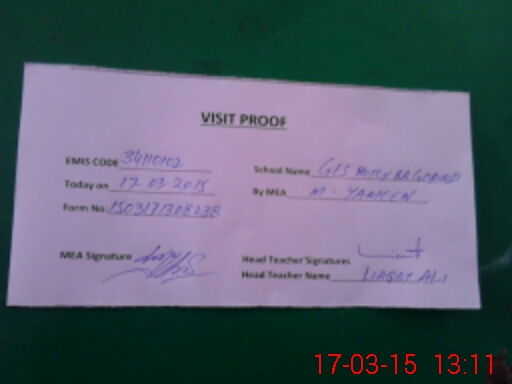 VISIT PROOF
EMIS CODE 34110102
School Name GES
Today on 17-03-2015
By MEA M. YAMEEN
Form No: 150317130823B
MEA Signature
Head Teacher Signatures
Head Teacher Name LIAQAT ALI
17-03-15 13:11